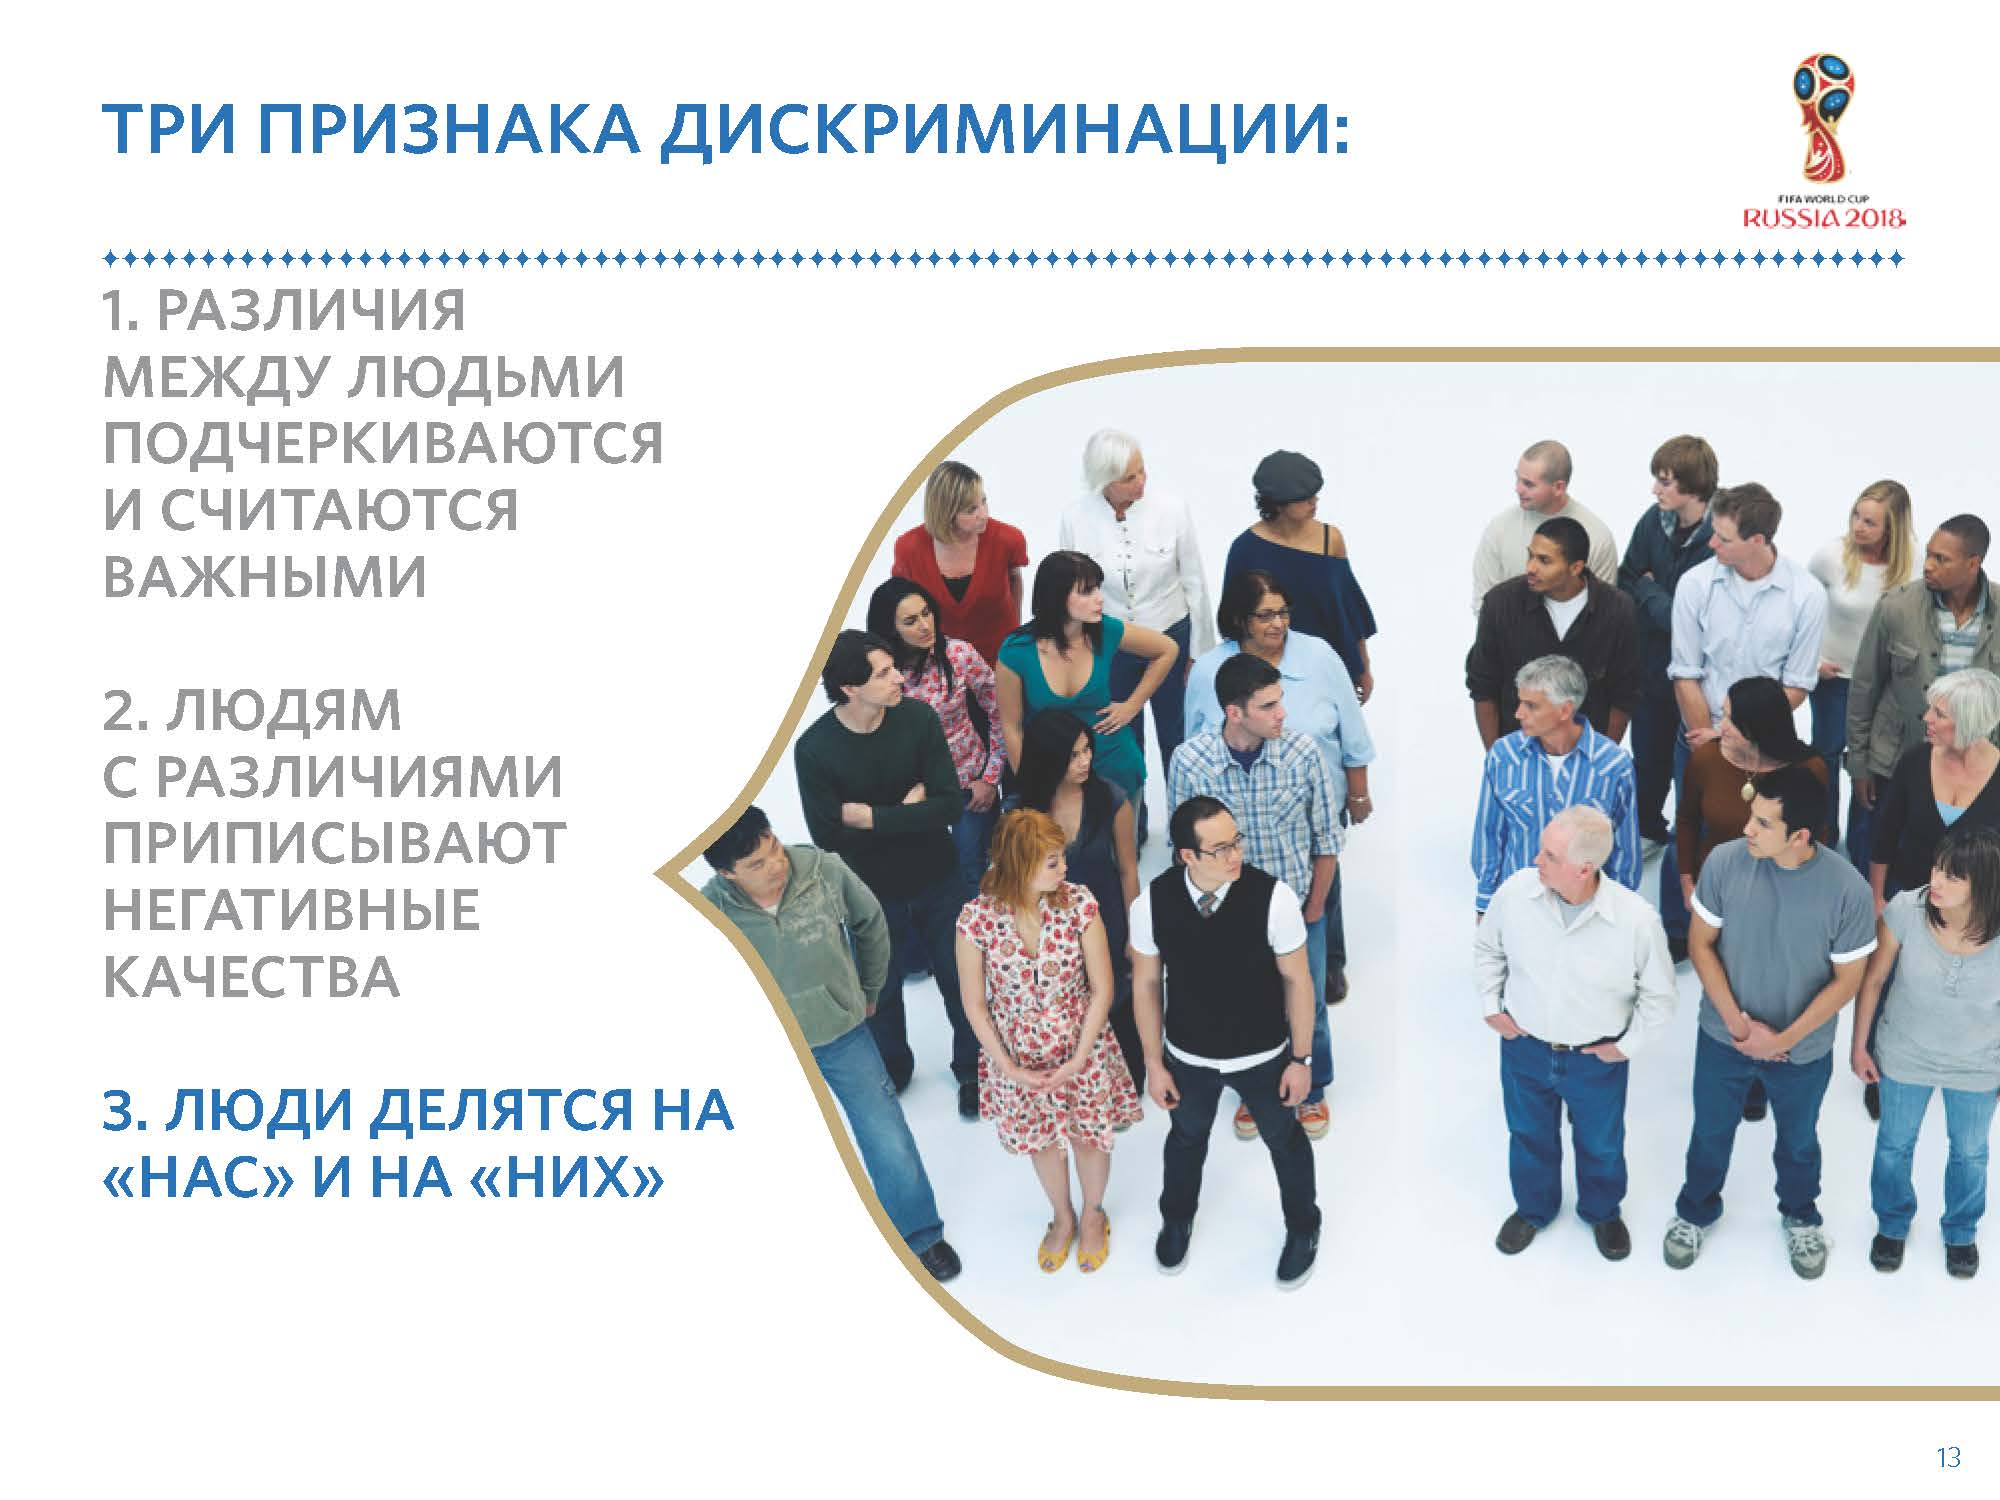 ТРИ ПРИЗНАКА ДИСКРИМИНАЦИИ:
FIFA WORLD CUP
RUSSIA 2018
1. РАЗЛИЧИЯ
МЕЖДУ ЛЮДЬМИ
ПОДЧЕРКИВАЮТСЯ
И СЧИТАЮТСЯ
ВАЖНЫМИ
2. ЛЮДЯМ
С РАЗЛИЧИЯМИ
ПРИПИСЫВАЮТ
НЕГАТИВНЫЕ
КАЧЕСТВА
3. ЛЮДИ ДЕЛЯТСЯ НА
«НАС» И НА «НИХ»
13